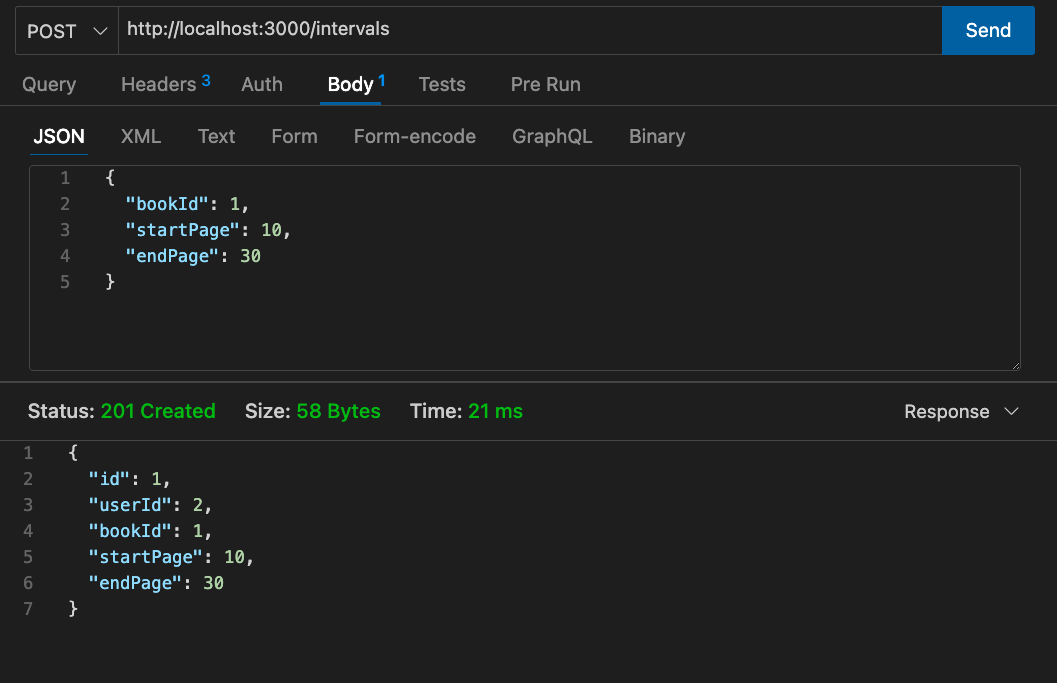 POST http://localhost:3000/intervals Send
Query Headers 3 Auth Body 1 Tests Pre Run
JSON XML Text Form Form-encode GraphQL Binary
1 {
2   "bookId": 1,
3   "startPage": 10,
4   "endPage": 30
5 }
Status: 201 Created Size: 58 Bytes Time: 21 ms Response
1 {
2   "id": 1,
3   "userId": 2,
4   "bookId": 1,
5   "startPage": 10,
6   "endPage": 30
7 }